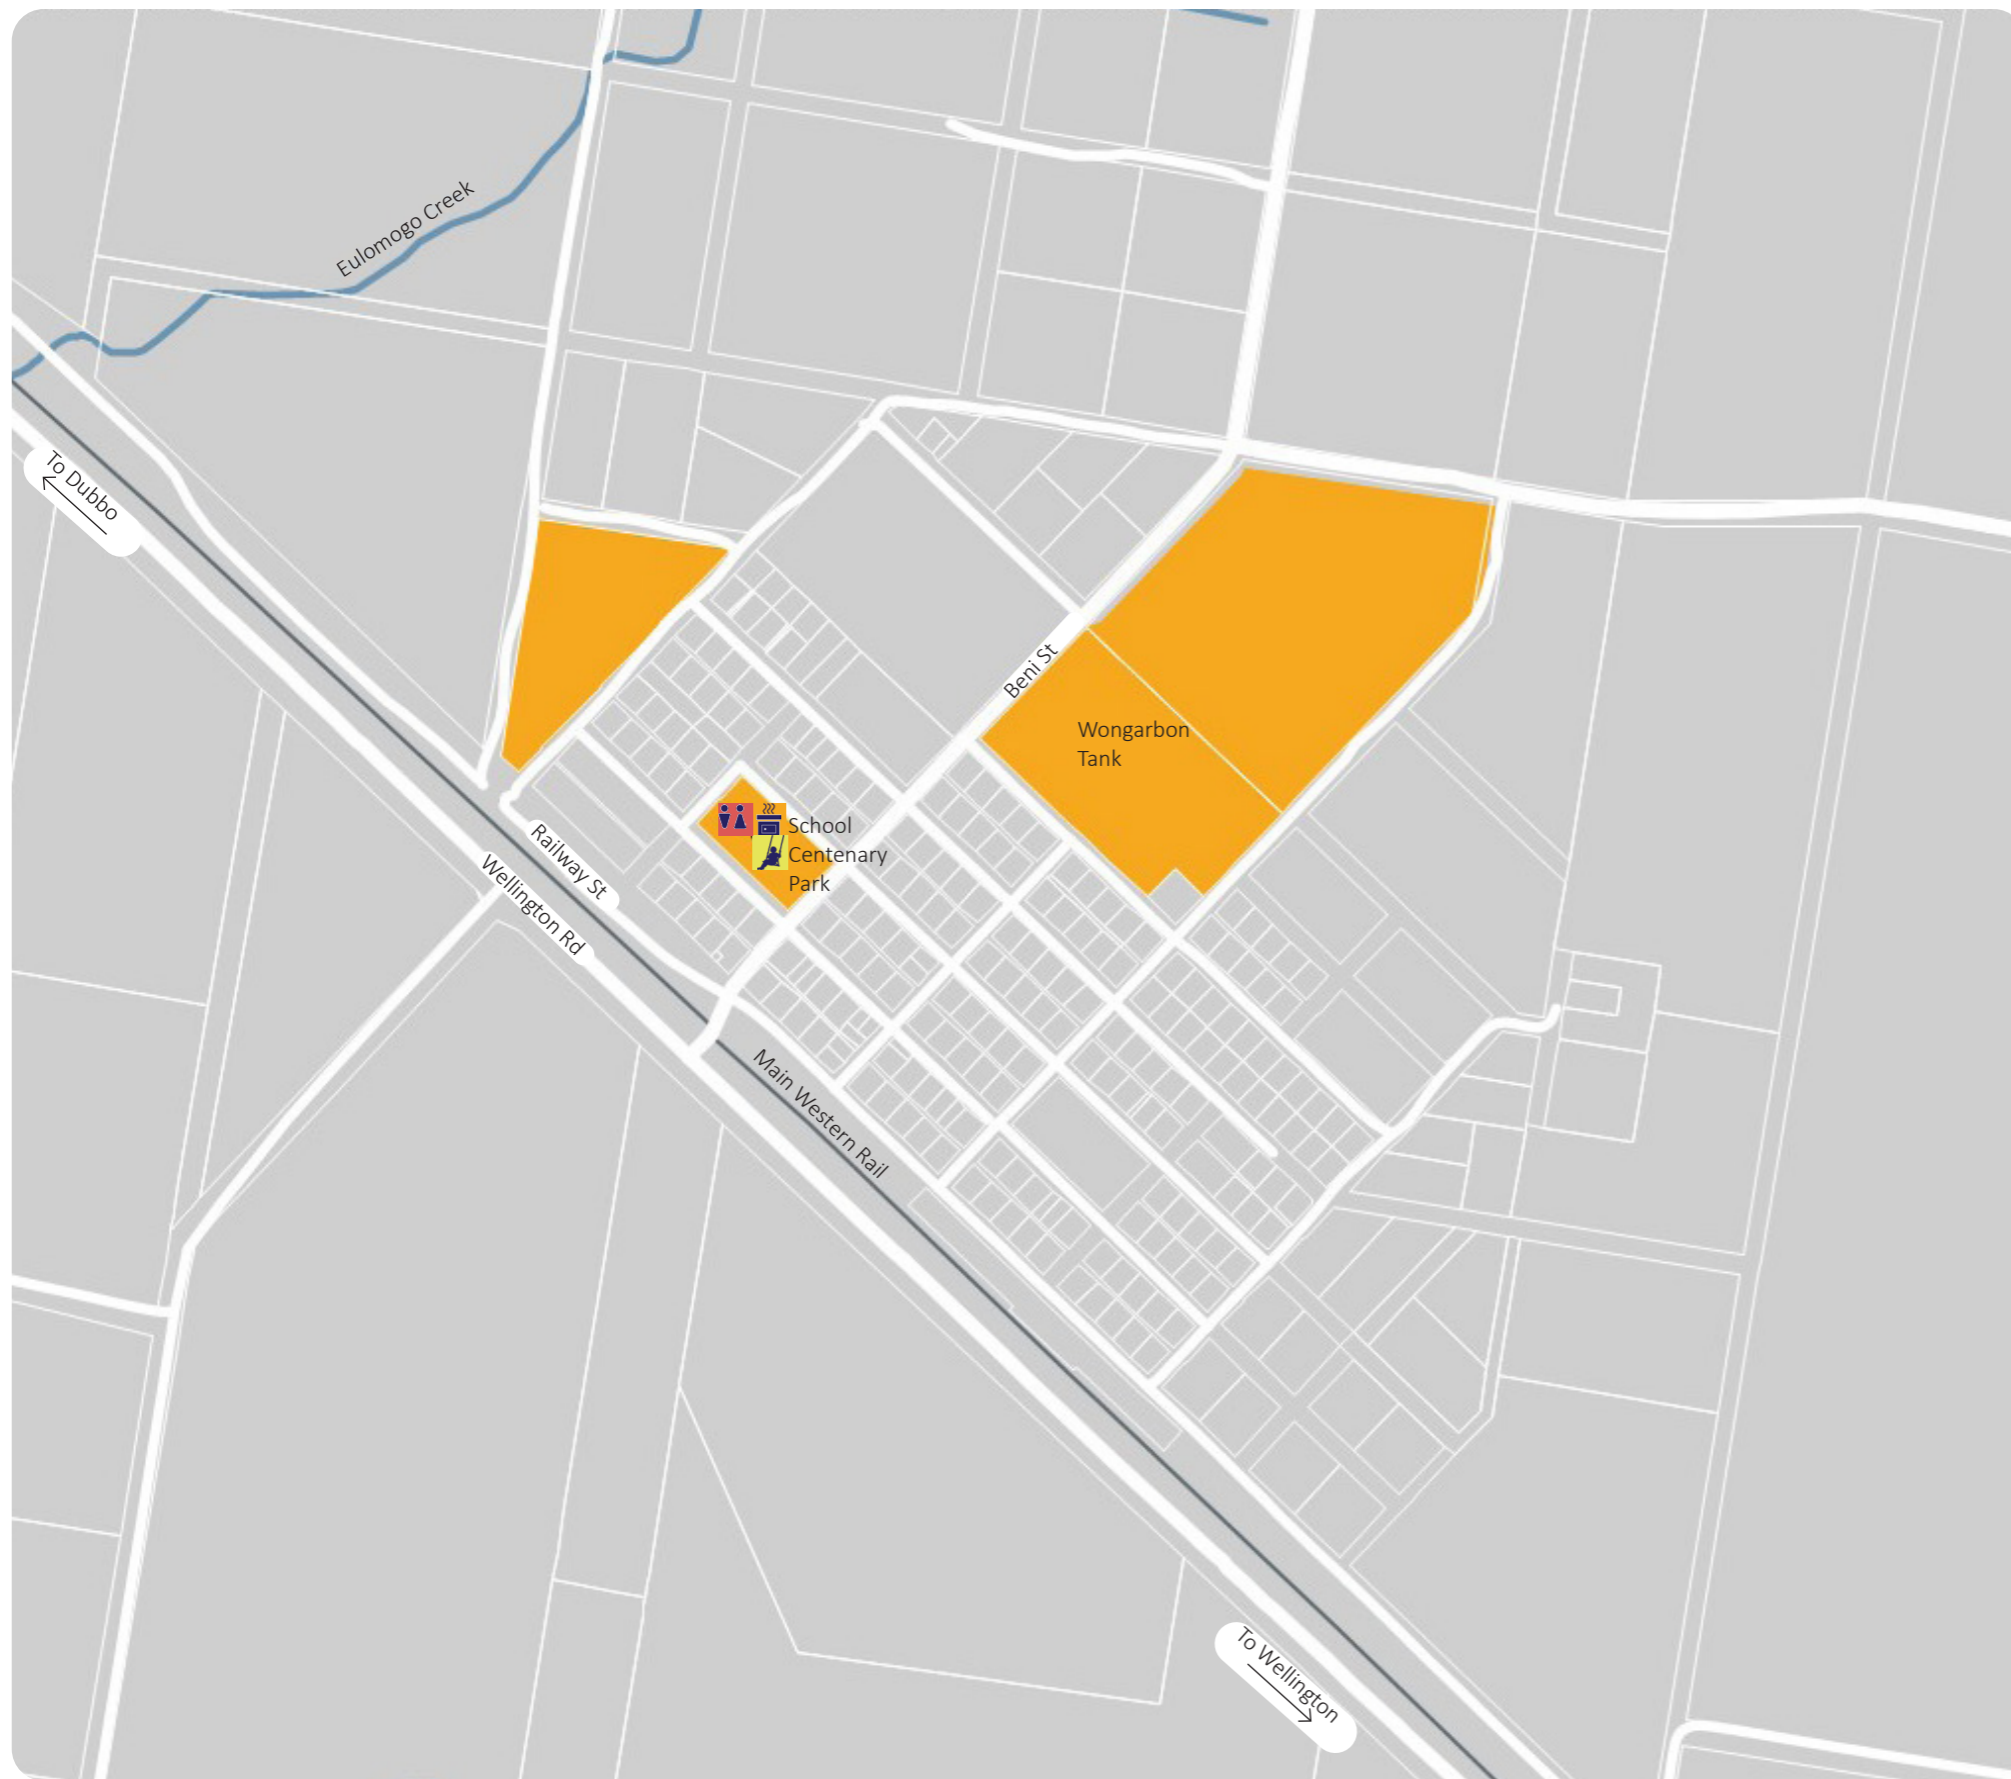 Eulomogo Creek
To Dubbo
Beni St
Wongarbon
Tank
School
Centenary
Park
Railway St
Wellington Rd
Main Western Rail
To Wellington